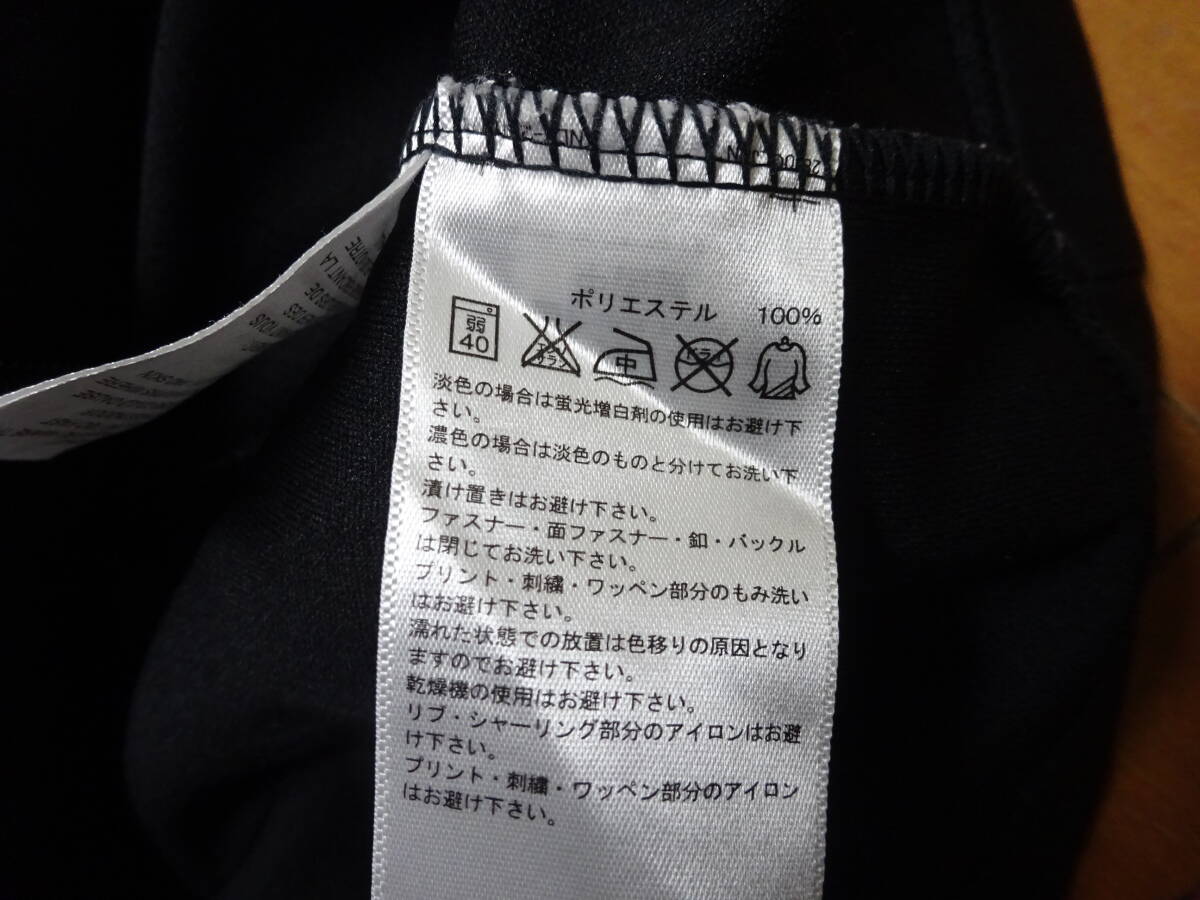 ポリエステル 100%
弱 40 エンソ サラシ 中 ドライ
淡色の場合は蛍光増白剤の使用はお避け下
さい。
濃色の場合は淡色のものと分けてお洗い下
さい。
漬け置きはお避け下さい。
ファスナー・面ファスナー・釦・バックル
は閉じてお洗い下さい。
プリント・刺繍・ワッペン部分のもみ洗い
はお避け下さい。
濡れた状態での放置は色移りの原因となり
ますのでお避け下さい。
乾燥機の使用はお避け下さい。
リブ・シャーリング部分のアイロンはお避
け下さい。
プリント・刺繍・ワッペン部分のアイロン
はお避け下さい。